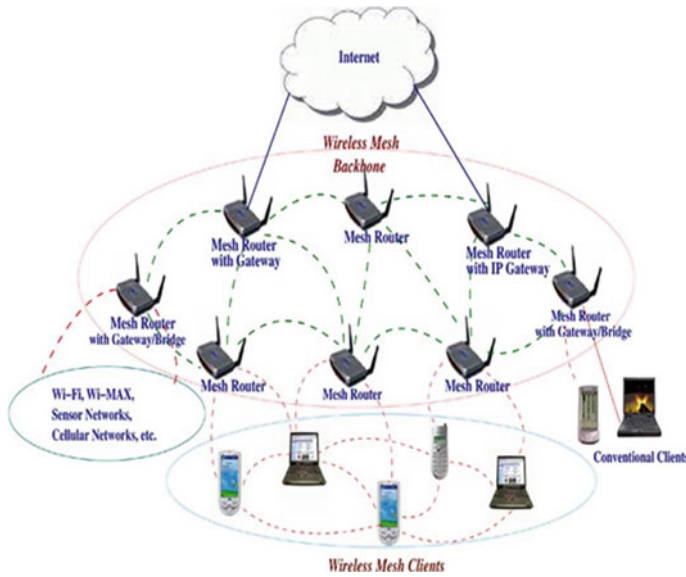 Internet
Wireless Mesh
Backbone
Mesh Router
with Gateway
Mesh Router
Mesh Router
with IP Gateway
Mesh Router
with Gateway/Bridge
Mesh Router
with Gateway/Bridge
Mesh Router
Mesh Router
Mesh Router
Wi-Fi, Wi-MAX,
Sensor Networks,
Cellular Networks, etc.
Conventional Clients
Wireless Mesh Clients